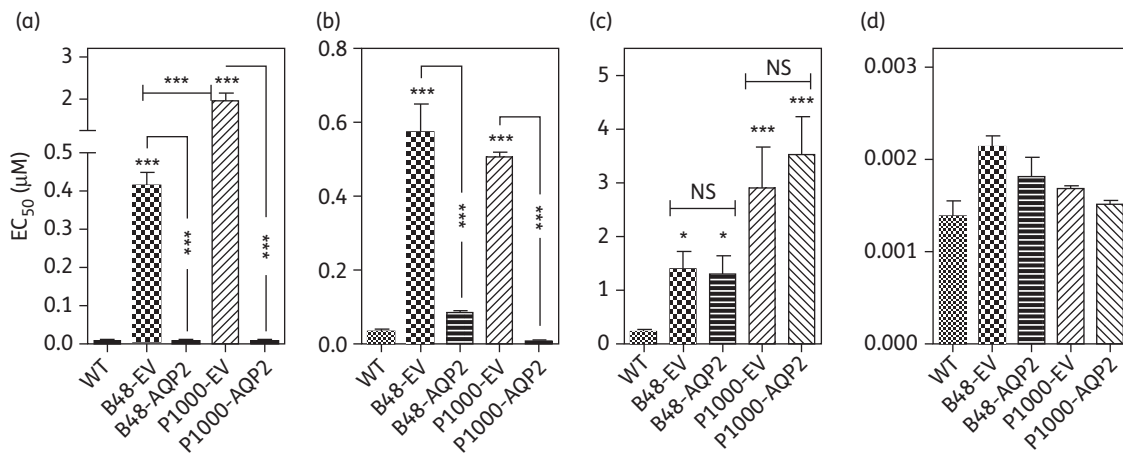 (a)
EC50 (µM)
3
2
0.4
0.3
0.2
0.1
0.0
***
***
***
***
***
WT
B48-EV
B48-AQP2
P1000-EV
P1000-AQP2
(b)
0.8
0.6
0.4
0.2
0.0
***
***
***
***
WT
B48-EV
B48-AQP2
P1000-EV
P1000-AQP2
(c)
5
4
3
2
1
0
NS
***
***
NS
*
*
WT
B48-EV
B48-AQP2
P1000-EV
P1000-AQP2
(d)
0.003
0.002
0.001
0.000
WT
B48-EV
B48-AQP2
P1000-EV
P1000-AQP2